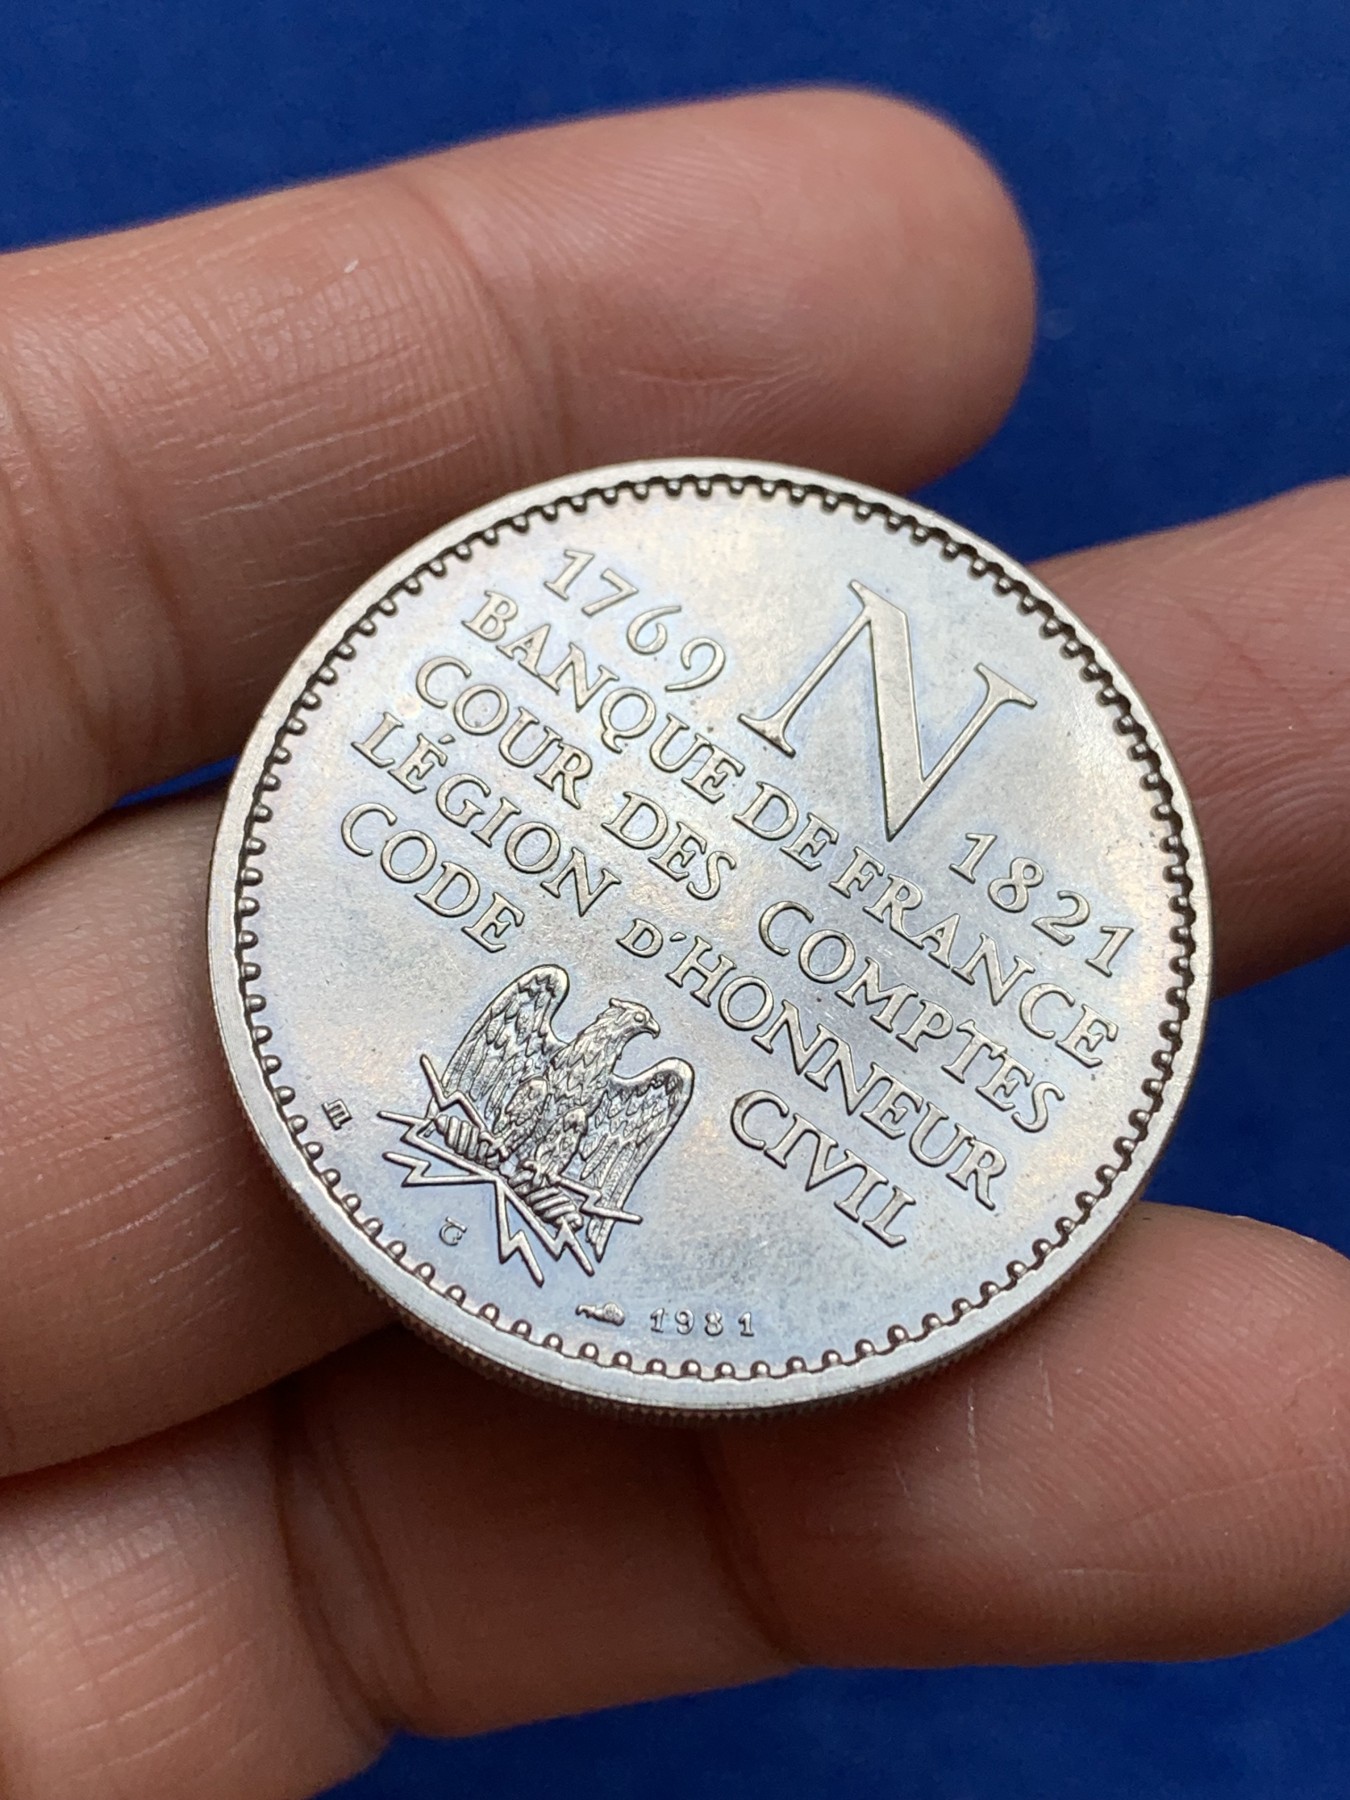 N
1769 1821
BANQUE DE FRANCE
COUR DES COMPTES
LÉGION D'HONNEUR
CODE CIVIL
1981